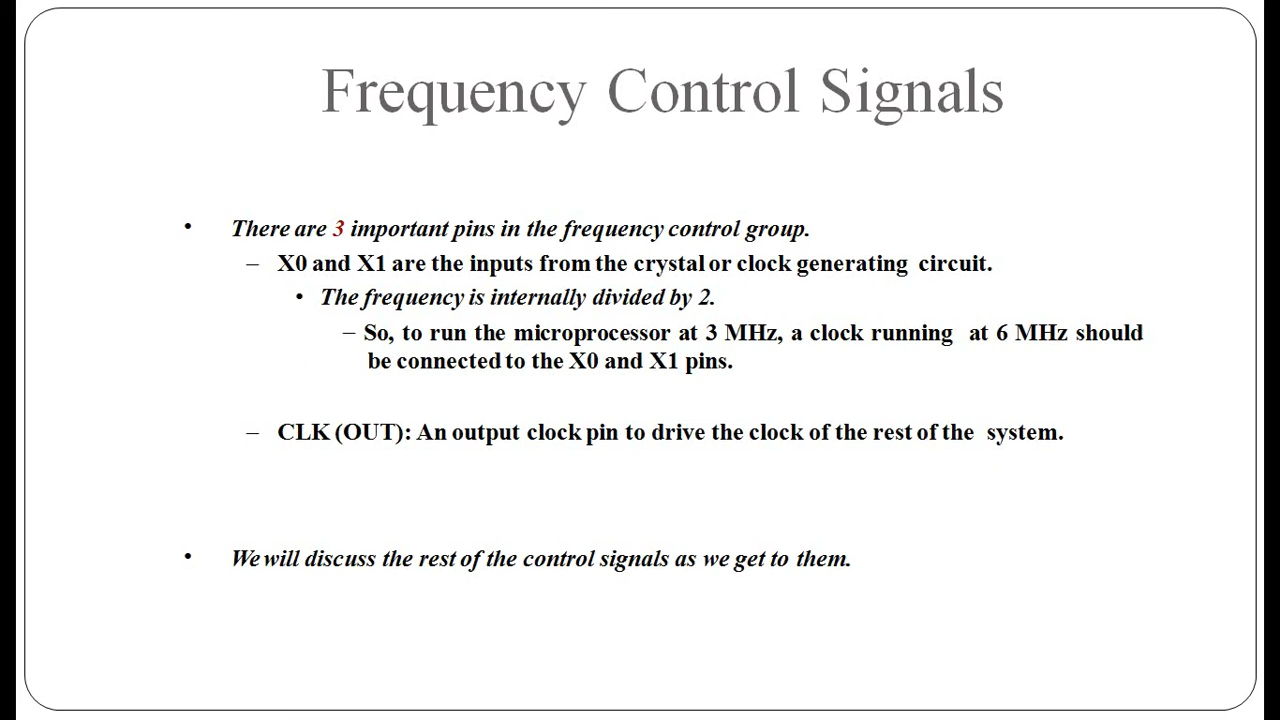 Frequency Control Signals
• There are 3 important pins in the frequency control group.
– X0 and X1 are the inputs from the crystal or clock generating circuit.
• The frequency is internally divided by 2.
– So, to run the microprocessor at 3 MHz, a clock running at 6 MHz should
be connected to the X0 and X1 pins.
– CLK (OUT): An output clock pin to drive the clock of the rest of the system.
• We will discuss the rest of the control signals as we get to them.